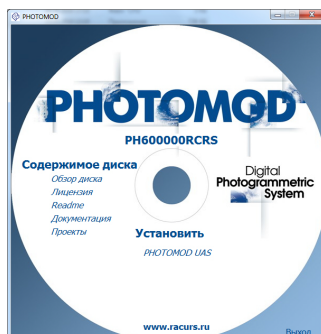 PHOTOMOD
PHOTOMOD
PH600000RCRS
Содержимое диска
Обзор диска
Лицензия
Readme
Документация
Проекты
Digital
Photogrammetric
System
Установить
PHOTOMOD UAS
www.racurs.ru
Выход